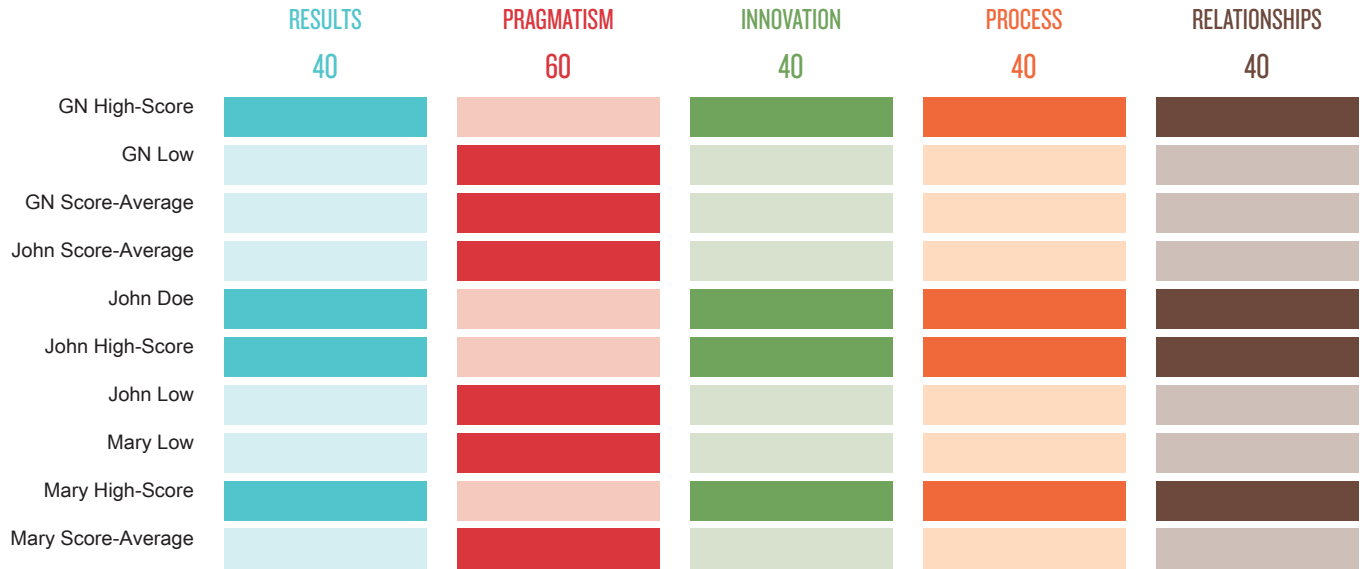 RESULTS PRAGMATISM INNOVATION PROCESS RELATIONSHIPS
40 60 40 40 40
GN High-Score
GN Low
GN Score-Average
John Score-Average
John Doe
John High-Score
John Low
Mary Low
Mary High-Score
Mary Score-Average